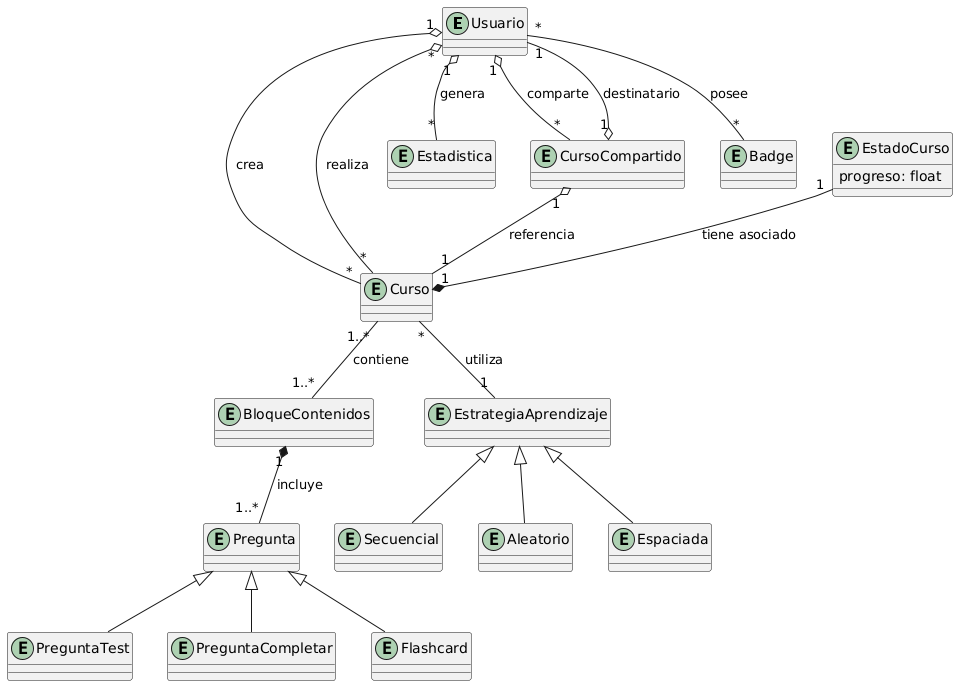 E Usuario
1
*
1
1
1
*
crea
realiza
genera
comparte
destinatario
posee
*
*
1
*
E Estadistica
E CursoCompartido
E Badge
E EstadoCurso
progreso: float
1
1
referencia
tiene asociado
*
*
1
1
E Curso
1..*
*
contiene
utiliza
1..*
1
E BloqueContenidos
E EstrategiaAprendizaje
1
incluye
1..*
E Pregunta
E Secuencial
E Aleatorio
E Espaciada
E PreguntaTest
E PreguntaCompletar
E Flashcard